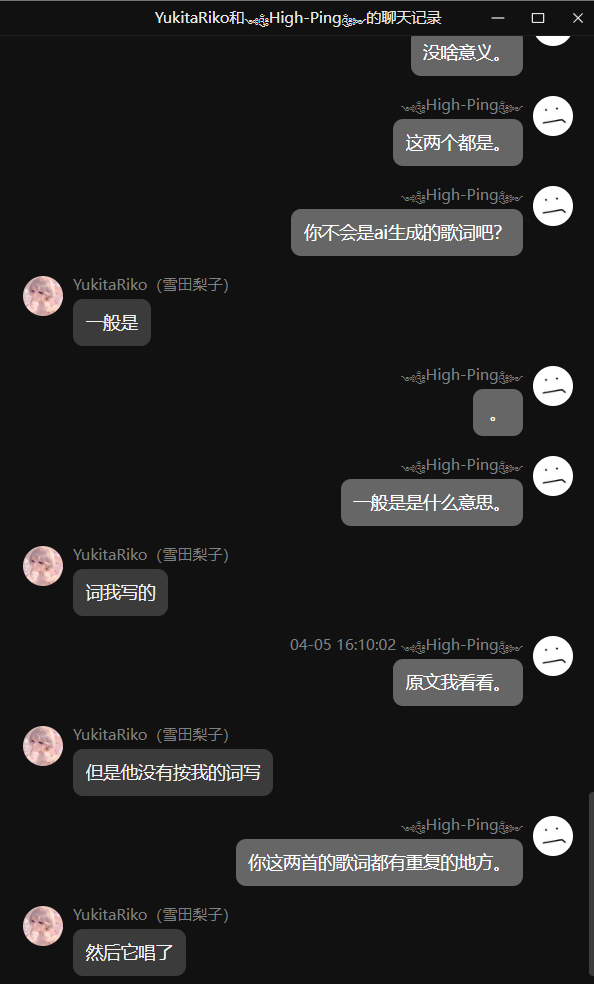 YukitaRiko和꧁High-Ping꧂的聊天记录
没啥意义。
꧁High-Ping꧂
这两个都是。
꧁High-Ping꧂
你不会是ai生成的歌词吧?
YukitaRiko（雪田梨子）
一般是
꧁High-Ping꧂
。
꧁High-Ping꧂
一般是是什么意思。
YukitaRiko（雪田梨子）
词我写的
04-05 16:10:02 ꧁High-Ping꧂
原文我看看。
YukitaRiko（雪田梨子）
但是他没有按我的词写
꧁High-Ping꧂
你这两首的歌词都有重复的地方。
YukitaRiko（雪田梨子）
然后它唱了